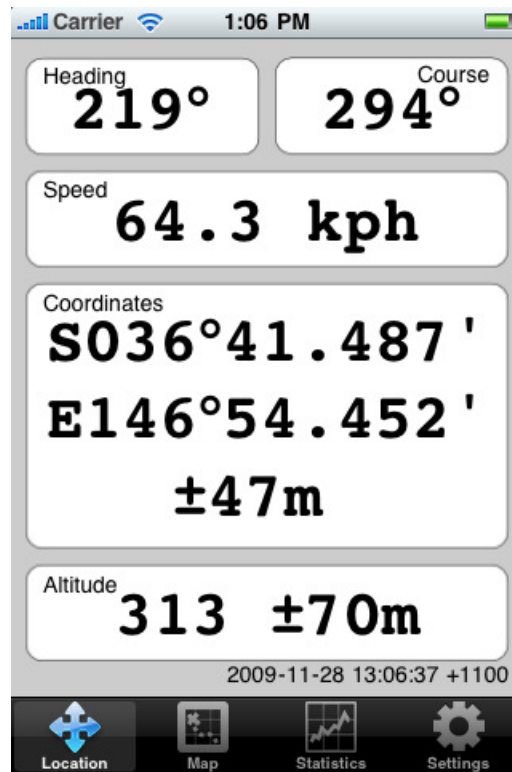 Carrier 1:06 PM
Heading Course
219° 294°
Speed
64.3 kph
Coordinates
S036°41.487'
E146°54.452'
±47m
Altitude
313 ±70m
2009-11-28 13:06:37 +1100
Location Map Statistics Settings